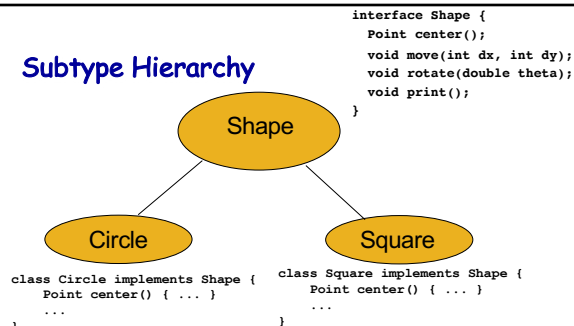 interface Shape {
Point center();
void move(int dx, int dy);
void rotate(double theta);
void print();
}
Subtype Hierarchy
Shape
Circle
Square
class Circle implements Shape {
Point center() { ... }
...
}
class Square implements Shape {
Point center() { ... }
...
}